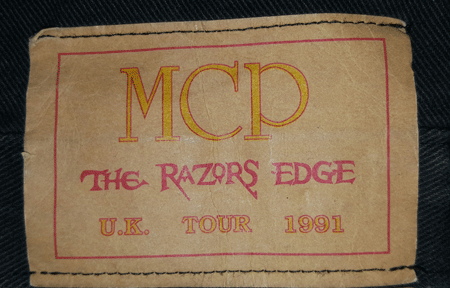 MCP
THE RAZORS EDGE
U.K. TOUR 1991